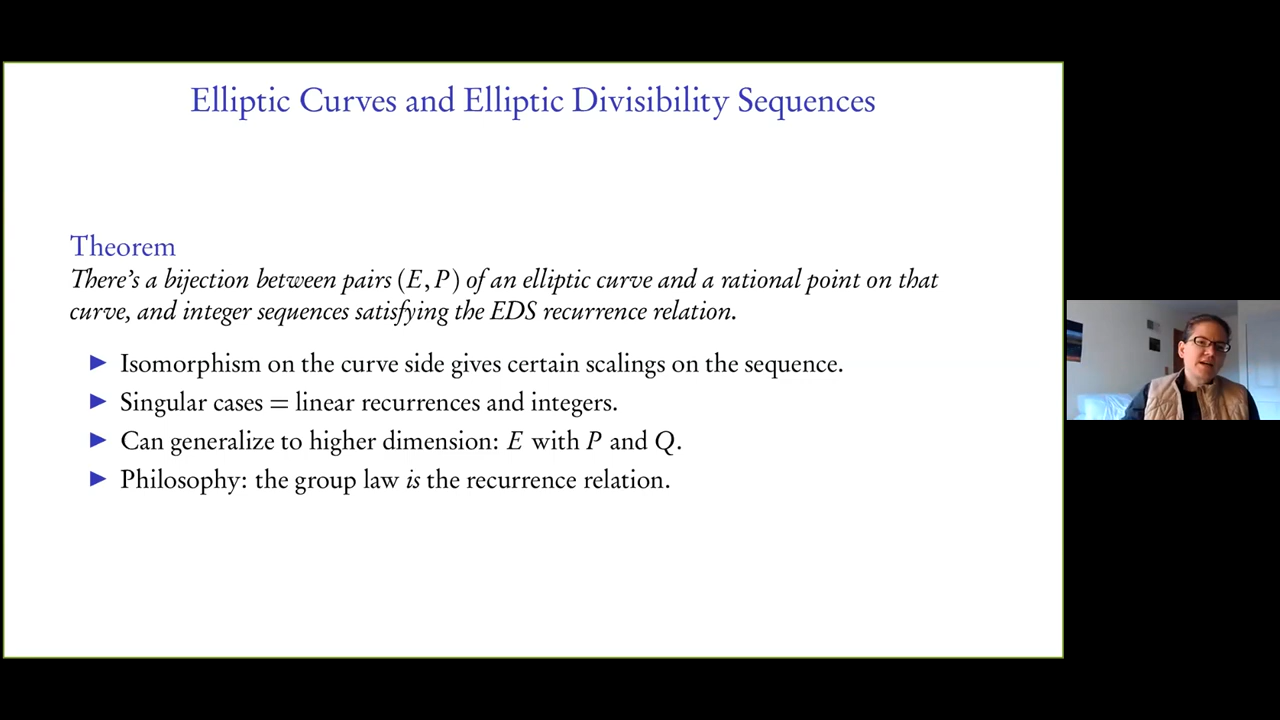 Elliptic Curves and Elliptic Divisibility Sequences
Theorem
There's a bijection between pairs (E, P) of an elliptic curve and a rational point on that
curve, and integer sequences satisfying the EDS recurrence relation.
▶ Isomorphism on the curve side gives certain scalings on the sequence.
▶ Singular cases = linear recurrences and integers.
▶ Can generalize to higher dimension: E with P and Q.
▶ Philosophy: the group law is the recurrence relation.